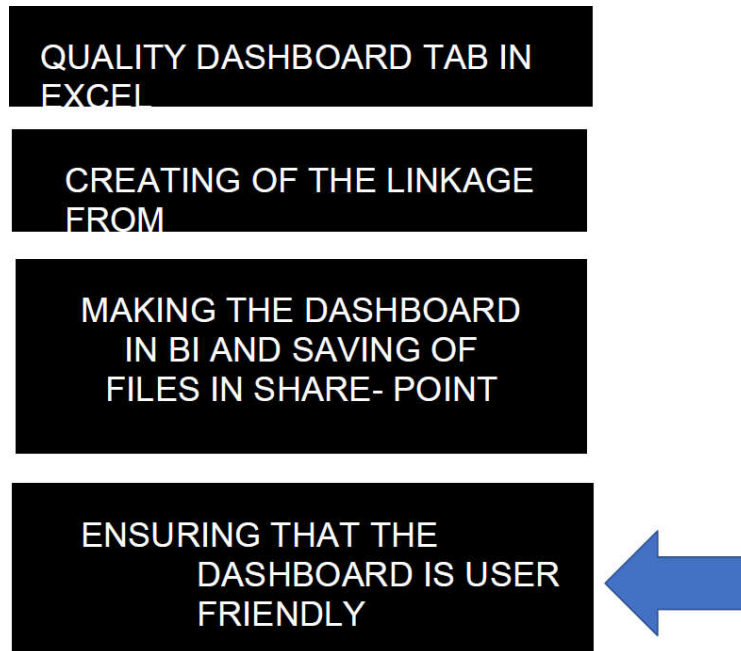 QUALITY DASHBOARD TAB IN
EXCEL
CREATING OF THE LINKAGE
FROM
MAKING THE DASHBOARD
IN BI AND SAVING OF
FILES IN SHARE- POINT
ENSURING THAT THE
DASHBOARD IS USER
FRIENDLY